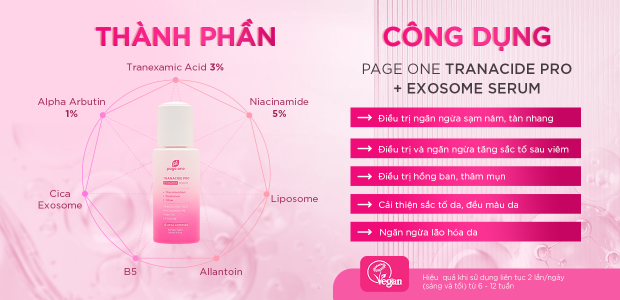 THÀNH PHẦN
Tranexamic Acid 3%
Alpha Arbutin
1%
Niacinamide
5%
Cica
Exosome
Liposome
B5
Allantoin
page one
TRANACIDE PRO
CÔNG DỤNG
PAGE ONE TRANACIDE PRO
+ EXOSOME SERUM
Điều trị ngăn ngừa sạm nám, tàn nhang
Điều trị và ngăn ngừa tăng sắc tố sau viêm
Điều trị hồng ban, thâm mụn
Cải thiện sắc tố da, đều màu da
Ngăn ngừa lão hóa da
Vegan
Hiệu quả khi sử dụng liên tục 2 lần/ngày
(sáng và tối) từ 6 - 12 tuần